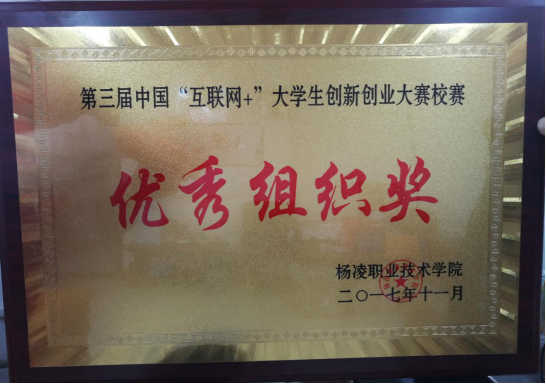 第三届中国“互联网+”大学生创新创业大赛校赛
优秀组织奖
杨凌职业技术学院
二〇一七年十一月